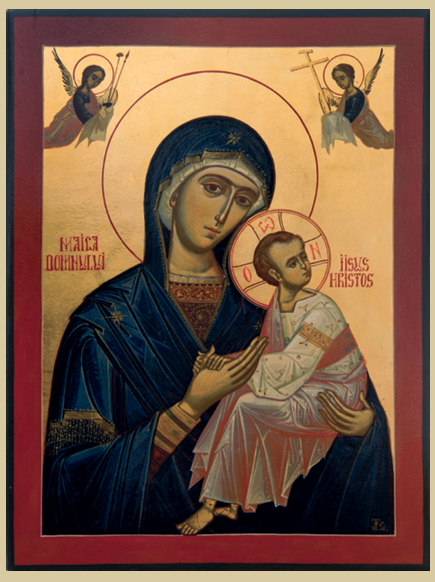 MAICA
DOMNULUI
IISUS
HRISTOS
Ο Ω Ν